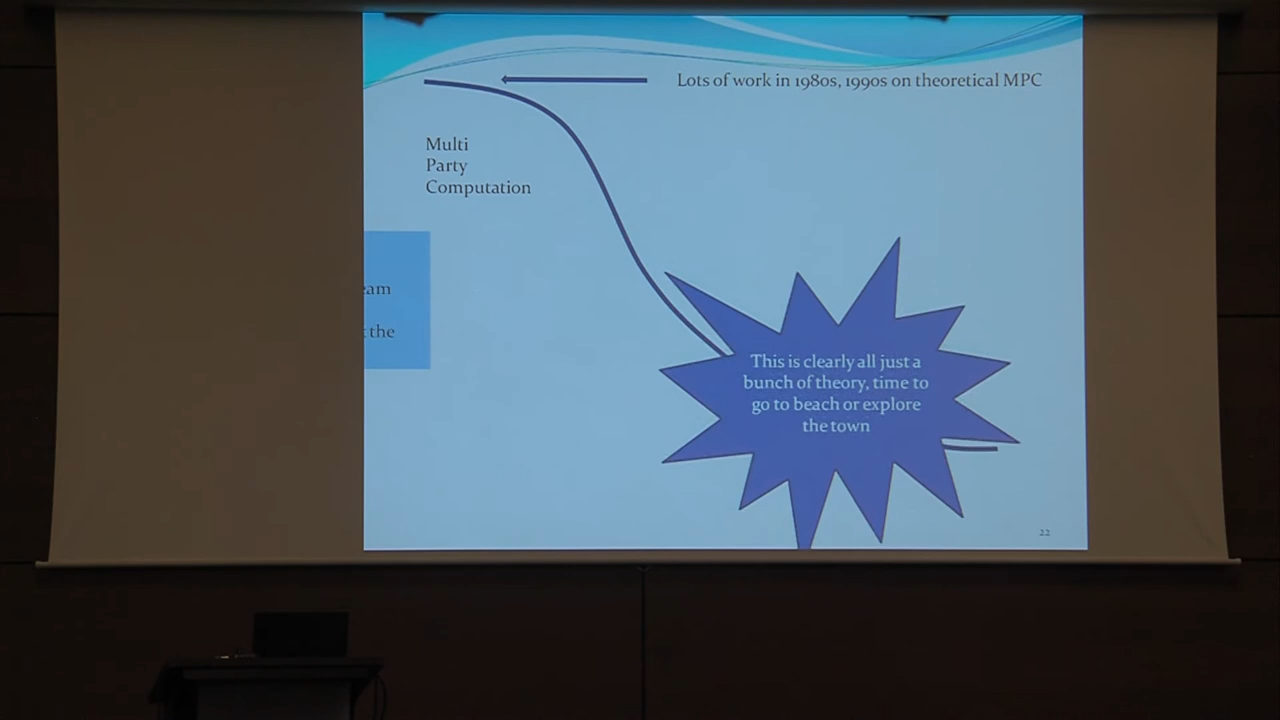 Lots of work in 1980s, 1990s on theoretical MPC
Multi
Party
Computation
the
This is clearly all just a
bunch of theory, time to
go to beach or explore
the town
22